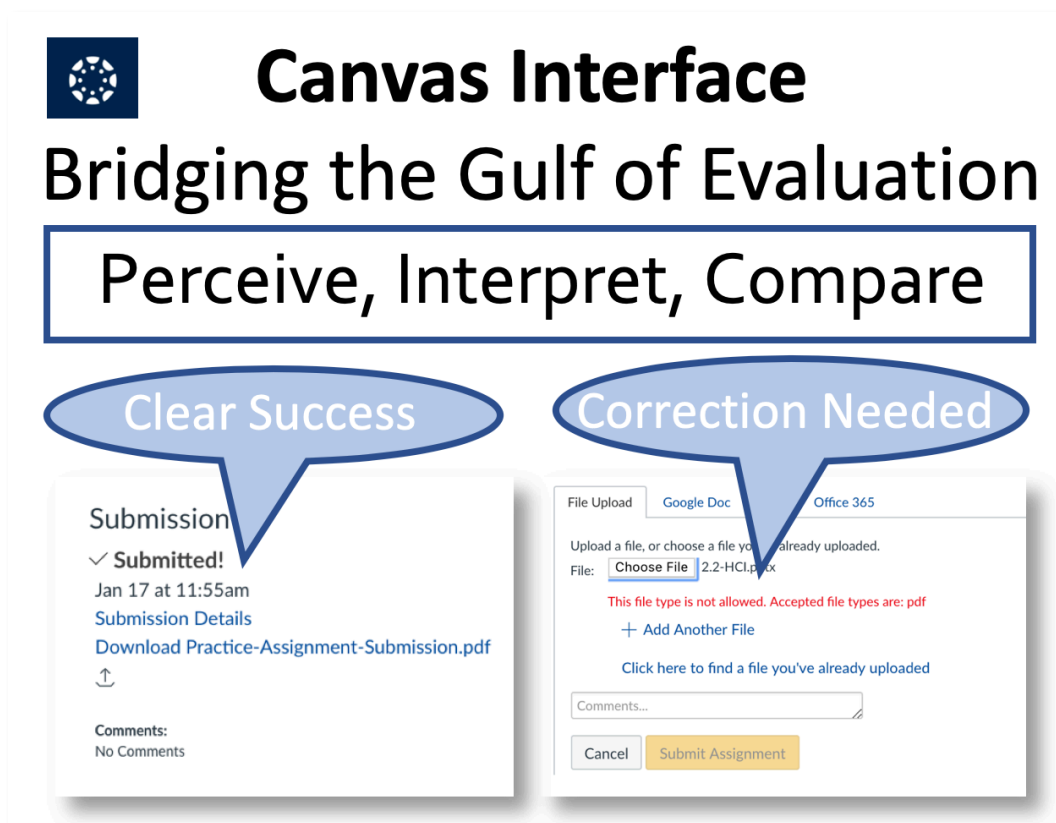 Canvas Interface
Bridging the Gulf of Evaluation
Perceive, Interpret, Compare
Clear Success
Correction Needed
Submission
✓ Submitted!
Jan 17 at 11:55am
Submission Details
Download Practice-Assignment-Submission.pdf
Comments:
No Comments
File Upload Google Doc Office 365
Upload a file, or choose a file already uploaded.
File: Choose File 2.2-HCI.
This file type is not allowed. Accepted file types are: pdf
+ Add Another File
Click here to find a file you've already uploaded
Comments...
Cancel Submit Assignment